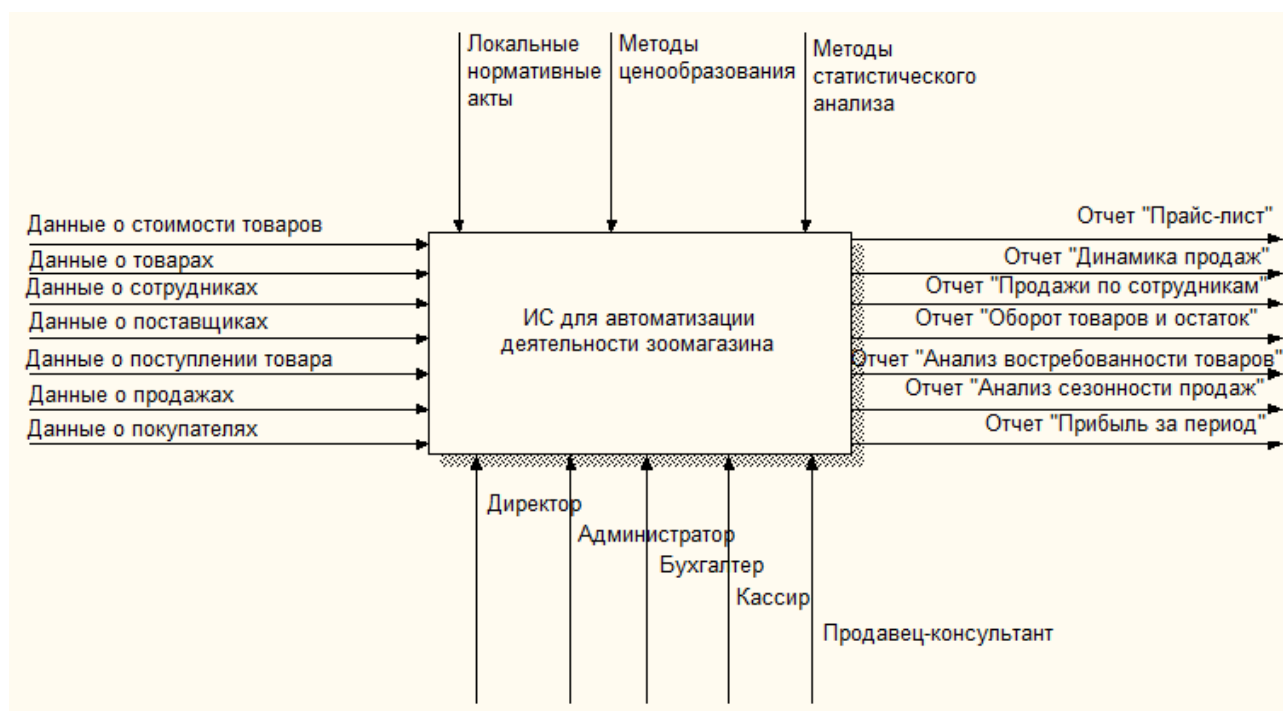 Локальные
нормативные
акты
Методы
ценообразования
Методы
статистического
анализа
Данные о стоимости товаров
Данные о товарах
Данные о сотрудниках
Данные о поставщиках
Данные о поступлении товара
Данные о продажах
Данные о покупателях
ИС для автоматизации
деятельности зоомагазина
Отчет "Прайс-лист"
Отчет "Динамика продаж"
Отчет "Продажи по сотрудникам"
Отчет "Оборот товаров и остаток"
Отчет "Анализ востребованности товаров"
Отчет "Анализ сезонности продаж"
Отчет "Прибыль за период"
Директор
Администратор
Бухгалтер
Кассир
Продавец-консультант